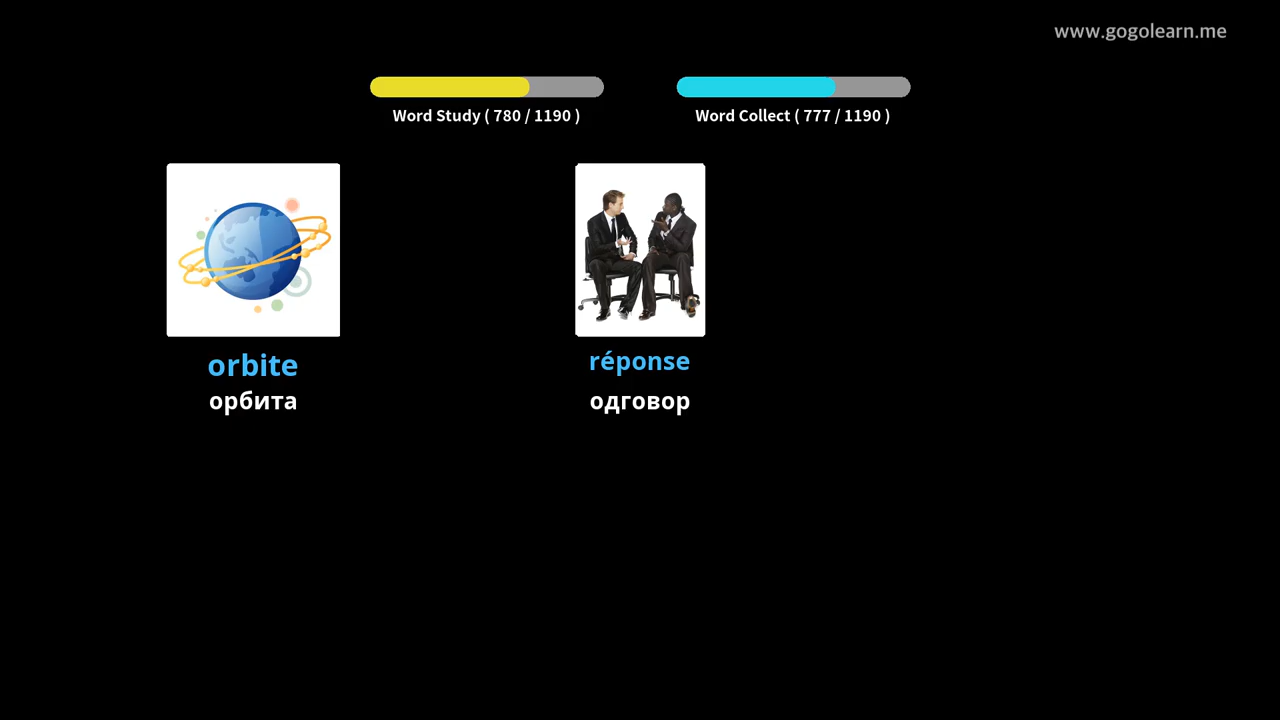 www.gogolearn.me
Word Study ( 780 / 1190 )
Word Collect ( 777 / 1190 )
orbite
орбита
réponse
одговор